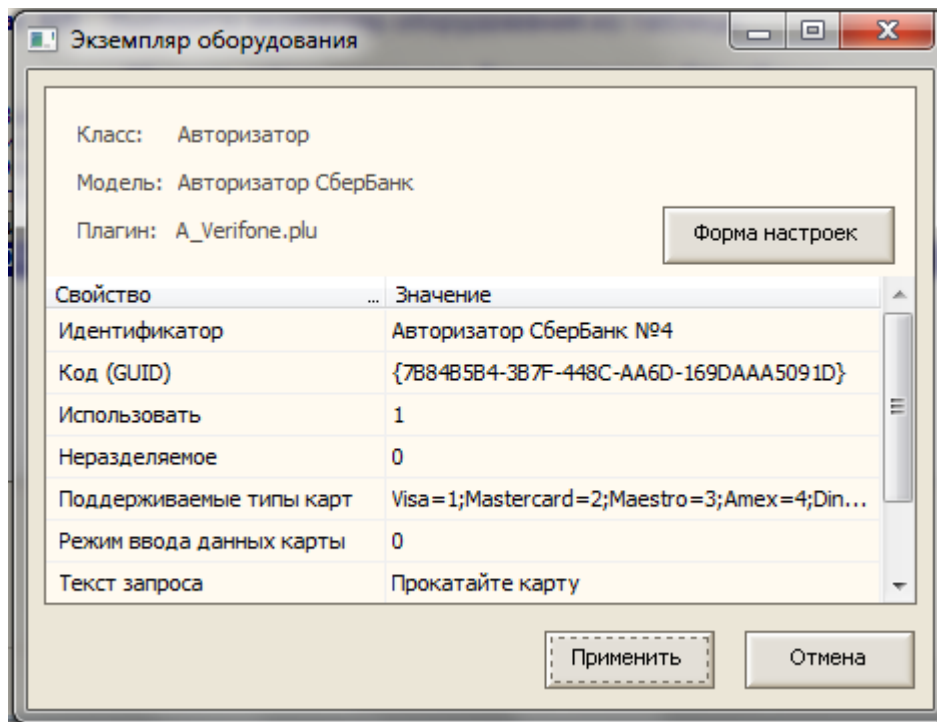 Экземпляр оборудования
Класс: Авторизатор
Модель: Авторизатор СберБанк
Плагин: A_Verifone.plu
Форма настроек
Свойство ... Значение
Идентификатор Авторизатор СберБанк №4
Код (GUID) {7B84B5B4-3B7F-448C-AA6D-169DAAA5091D}
Использовать 1
Неразделяемое 0
Поддерживаемые типы карт Visa=1;Mastercard=2;Maestro=3;Amex=4;Din...
Режим ввода данных карты 0
Текст запроса Прокатайте карту
Применить Отмена